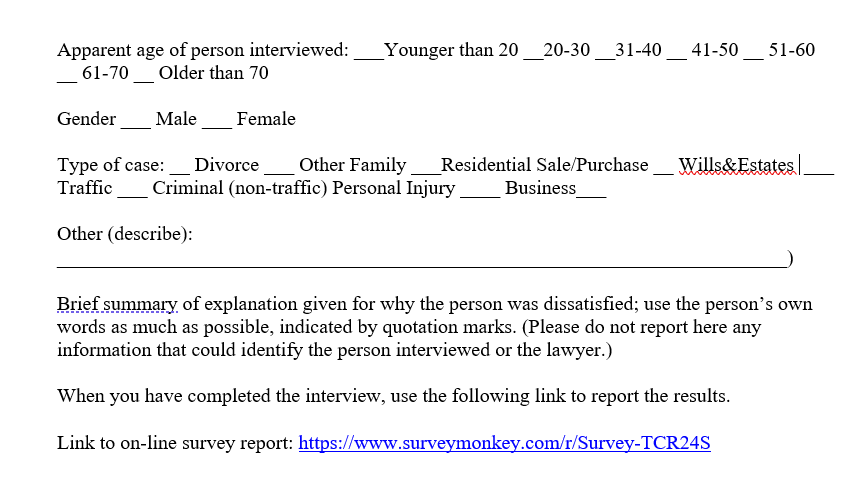 Apparent age of person interviewed: ___Younger than 20 __20-30 __31-40 __ 41-50 __ 51-60
__ 61-70 __ Older than 70
Gender ___ Male ___ Female
Type of case: __ Divorce ___ Other Family ___Residential Sale/Purchase __ Wills&Estates ___
Traffic ___ Criminal (non-traffic) Personal Injury ____ Business___
Other (describe):
_________________________________________________________________________)
Brief summary of explanation given for why the person was dissatisfied; use the person’s own
words as much as possible, indicated by quotation marks. (Please do not report here any
information that could identify the person interviewed or the lawyer.)
When you have completed the interview, use the following link to report the results.
Link to on-line survey report: https://www.surveymonkey.com/r/Survey-TCR24S